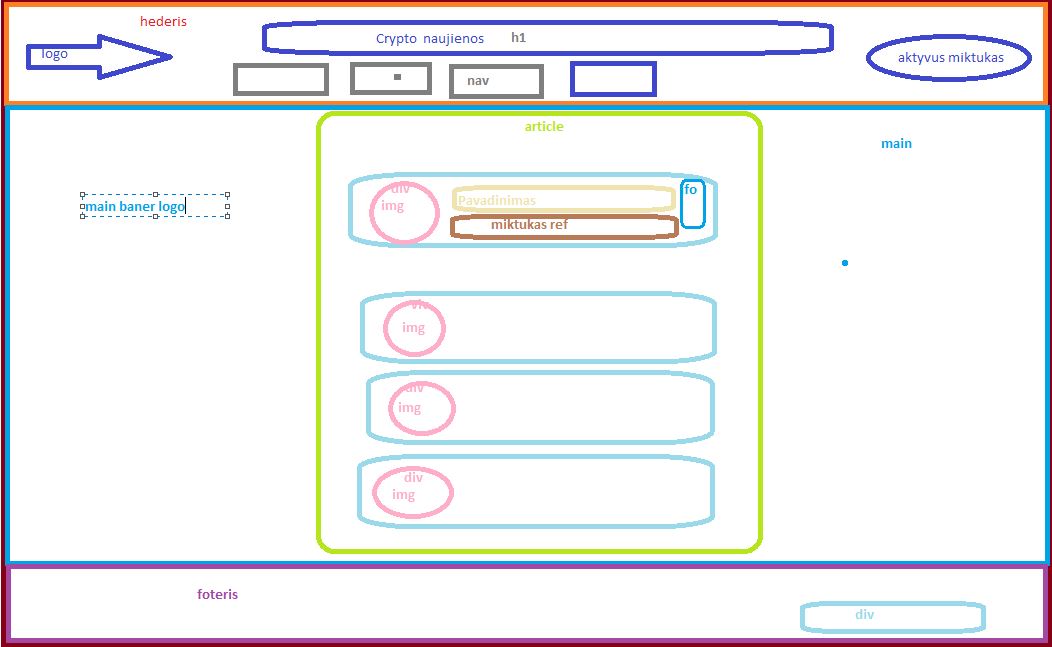 hederis
logo
Crypto naujienos h1
aktyvus miktukas
nav
article
main
main baner logo
div
img
Pavadinimas
fo
miktukas ref
img
div
img
div
img
foteris
div